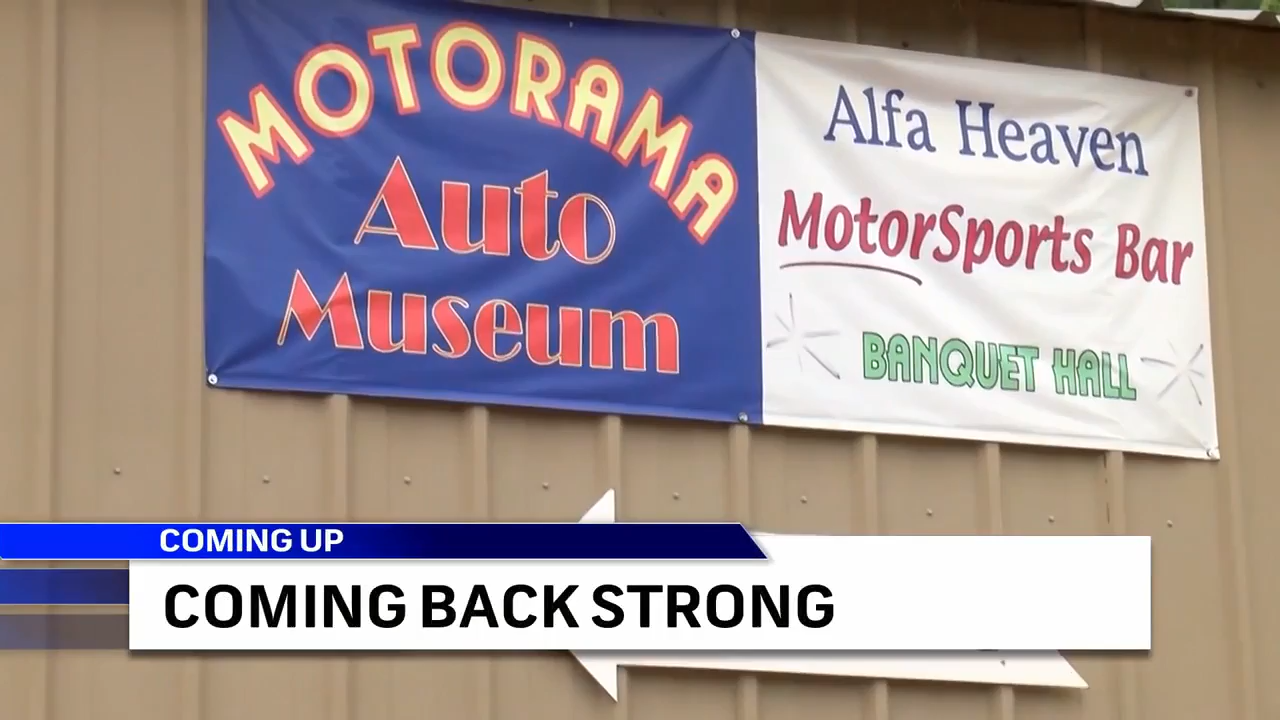 MOTORAMA
Auto
Museum
Alfa Heaven
MotorSports Bar
BANQUET HALL
COMING UP
COMING BACK STRONG